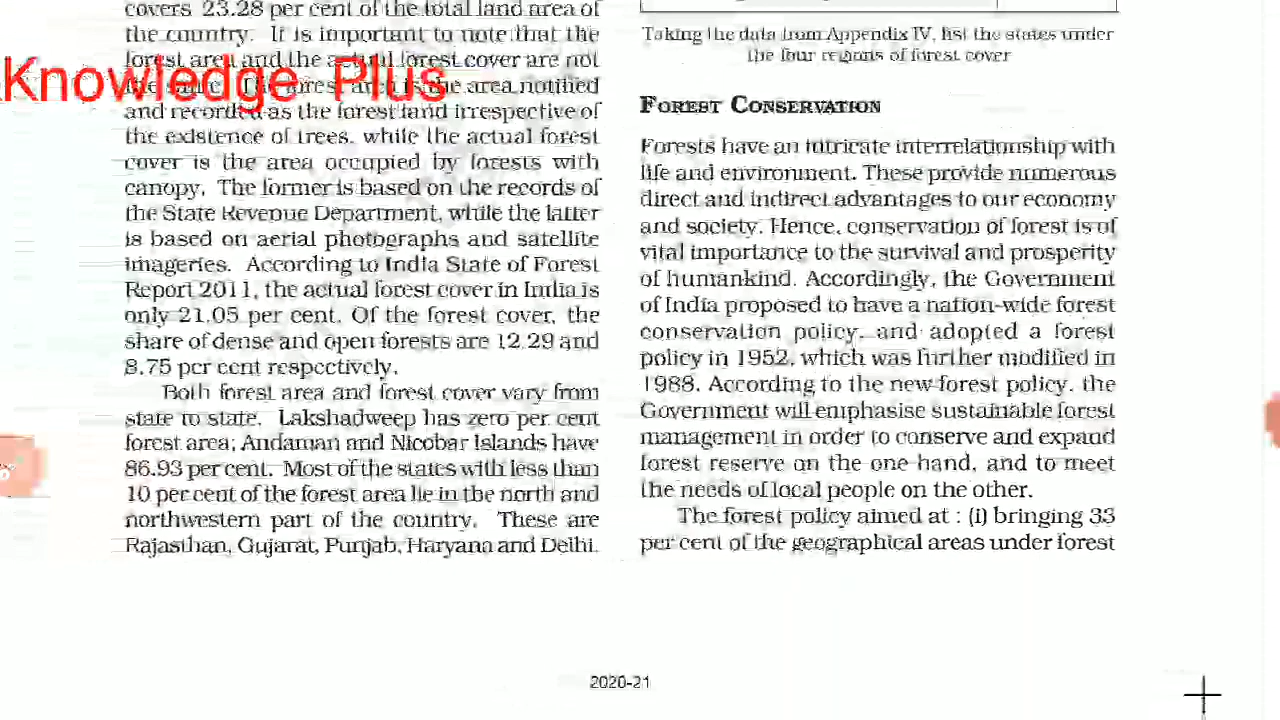 covers 23.28 per cent of the total land area of
the country. It is important to note that the
forest area and the actual forest cover are not
the same. The forest area is the area notified
and recorded as the forest land irrespective of
the existence of trees, while the actual forest
cover is the area occupied by forests with
canopy. The former is based on the records of
the State Revenue Department, while the latter
is based on aerial photographs and satellite
imageries. According to India State of Forest
Report 2011, the actual forest cover in India is
only 21.05 per cent. Of the forest cover, the
share of dense and open forests are 12.29 and
8.75 per cent respectively.
Both forest area and forest cover vary from
state to state. Lakshadweep has zero per cent
forest area; Andaman and Nicobar Islands have
86.93 per cent. Most of the states with less than
10 per cent of the forest area lie in the north and
northwestern part of the country. These are
Rajasthan, Gujarat, Punjab, Haryana and Delhi.
Knowledge Plus
Taking the data from Appendix IV, list the states under
the four regions of forest cover
FOREST CONSERVATION
Forests have an intricate interrelationship with
life and environment. These provide numerous
direct and indirect advantages to our economy
and society. Hence, conservation of forest is of
vital importance to the survival and prosperity
of humankind. Accordingly, the Government
of India proposed to have a nation-wide forest
conservation policy, and adopted a forest
policy in 1952, which was further modified in
1988. According to the new forest policy, the
Government will emphasise sustainable forest
management in order to conserve and expand
forest reserve on the one hand, and to meet
the needs of local people on the other.
The forest policy aimed at : (i) bringing 33
per cent of the geographical areas under forest
2020-21